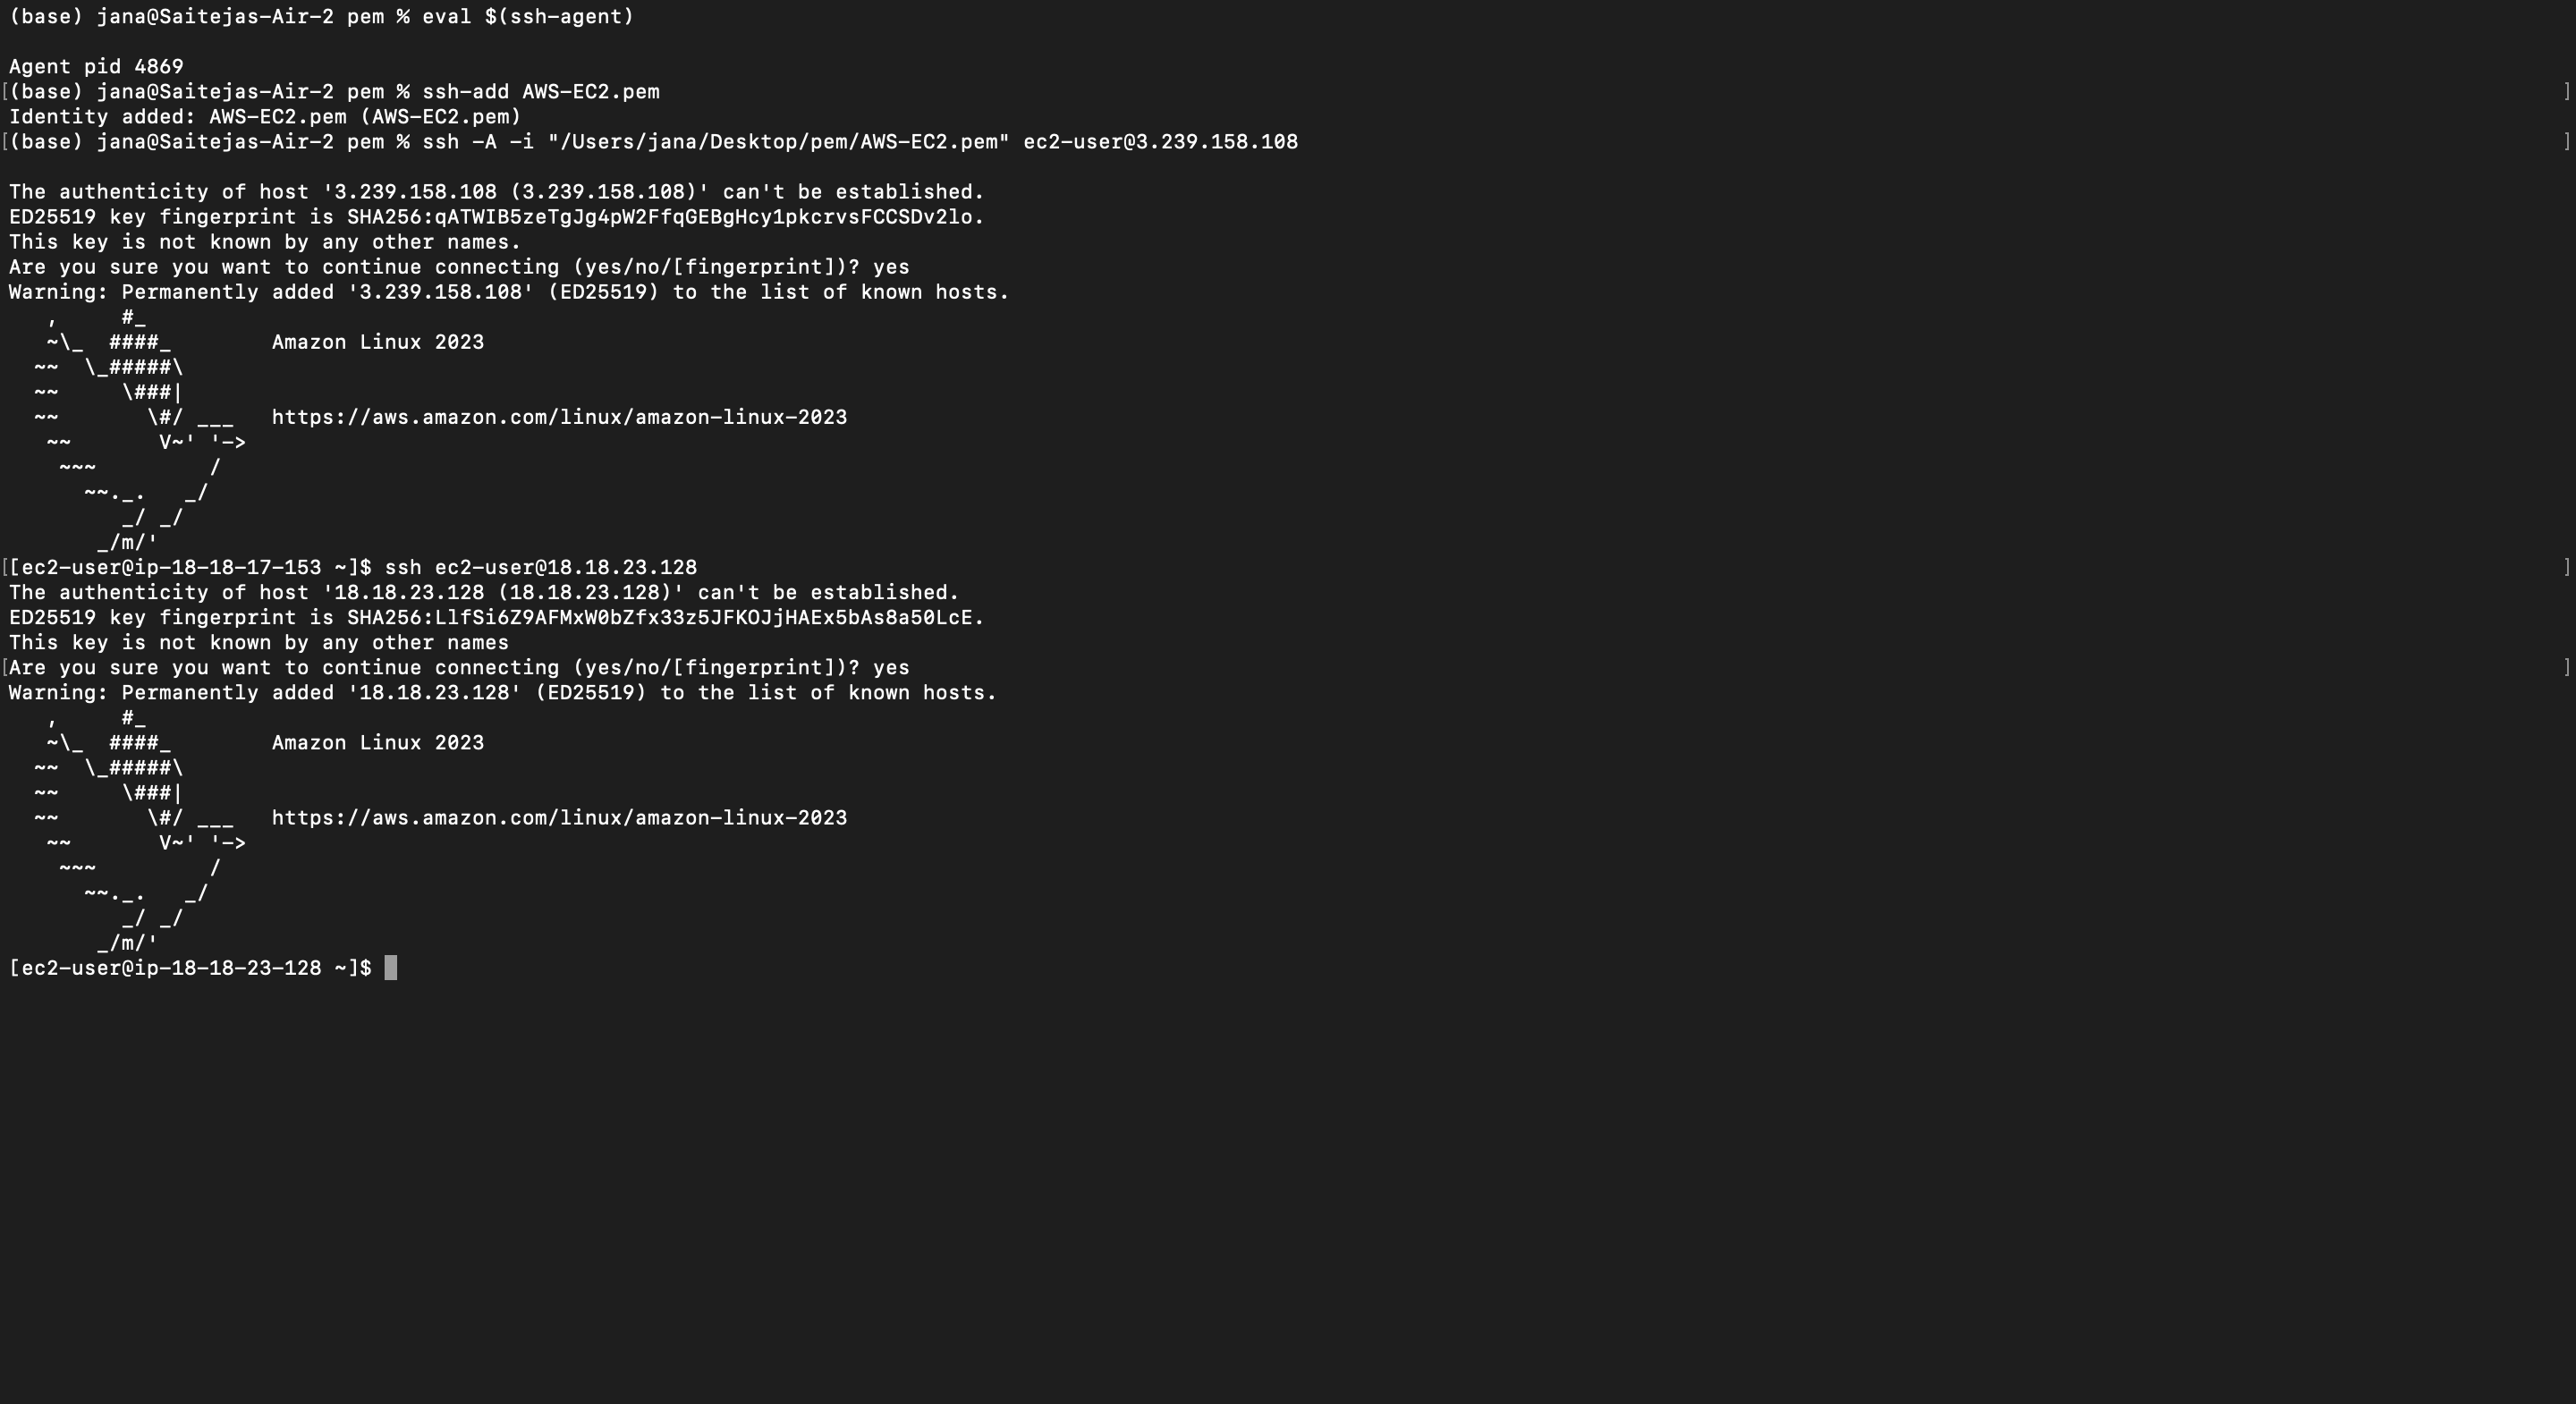 (base) jana@Saitejas-Air-2 pem % eval $(ssh-agent)

Agent pid 4869
[(base) jana@Saitejas-Air-2 pem % ssh-add AWS-EC2.pem ]
Identity added: AWS-EC2.pem (AWS-EC2.pem)
[(base) jana@Saitejas-Air-2 pem % ssh -A -i "/Users/jana/Desktop/pem/AWS-EC2.pem" ec2-user@3.239.158.108 ]

The authenticity of host '3.239.158.108 (3.239.158.108)' can't be established.
ED25519 key fingerprint is SHA256:qATWIB5zeTgJg4pW2FfqGEBgHcy1pkcrvsFCCSDv2lo.
This key is not known by any other names.
Are you sure you want to continue connecting (yes/no/[fingerprint])? yes
Warning: Permanently added '3.239.158.108' (ED25519) to the list of known hosts.
   ,     #_
   ~\_  ####_        Amazon Linux 2023
  ~~  \_#####\
  ~~     \###|
  ~~       \#/ ___   https://aws.amazon.com/linux/amazon-linux-2023
   ~~       V~' '->
    ~~~         /
      ~~._.   _/
         _/ _/
       _/m/'
[[ec2-user@ip-18-18-17-153 ~]$ ssh ec2-user@18.18.23.128 ]
The authenticity of host '18.18.23.128 (18.18.23.128)' can't be established.
ED25519 key fingerprint is SHA256:LlfSi6Z9AFMxW0bZfx33z5JFKOJjHAEx5bAs8a50LcE.
This key is not known by any other names
[Are you sure you want to continue connecting (yes/no/[fingerprint])? yes ]
Warning: Permanently added '18.18.23.128' (ED25519) to the list of known hosts.
   ,     #_
   ~\_  ####_        Amazon Linux 2023
  ~~  \_#####\
  ~~     \###|
  ~~       \#/ ___   https://aws.amazon.com/linux/amazon-linux-2023
   ~~       V~' '->
    ~~~         /
      ~~._.   _/
         _/ _/
       _/m/'
[ec2-user@ip-18-18-23-128 ~]$